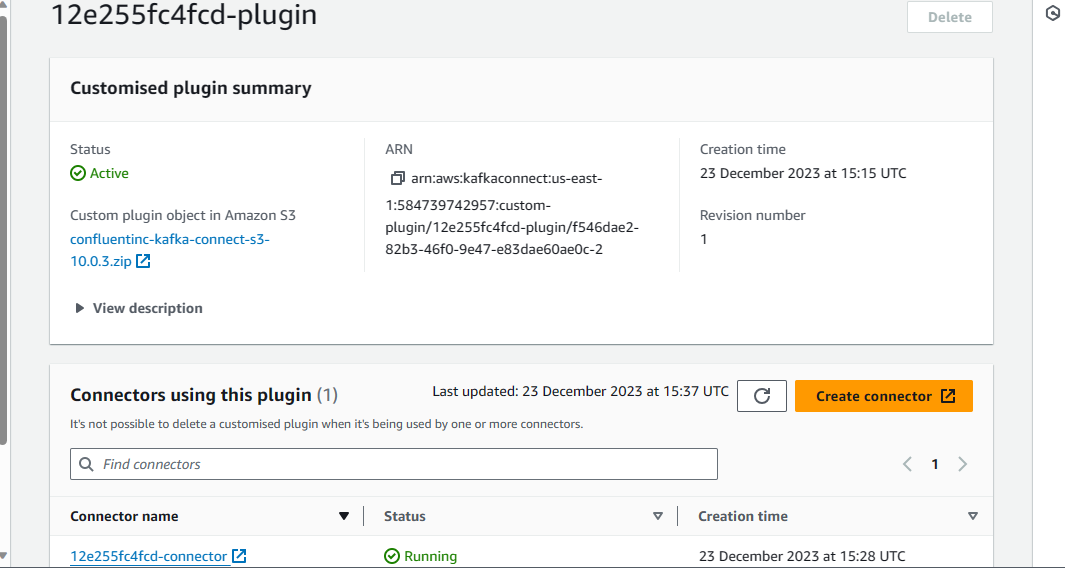 12e255fc4fcd-plugin
Delete
Customised plugin summary
Status
Active
Custom plugin object in Amazon S3
confluentinc-kafka-connect-s3-
10.0.3.zip
View description
ARN
arn:aws:kafkaconnect:us-east-
1:584739742957:custom-
plugin/12e255fc4fcd-plugin/f546dae2-
82b3-46f0-9e47-e83dae60ae0c-2
Creation time
23 December 2023 at 15:15 UTC
Revision number
1
Connectors using this plugin (1)
Last updated: 23 December 2023 at 15:37 UTC
Create connector
It's not possible to delete a customised plugin when it's being used by one or more connectors.
Find connectors
1
Connector name
Status
Creation time
12e255fc4fcd-connector
Running
23 December 2023 at 15:28 UTC